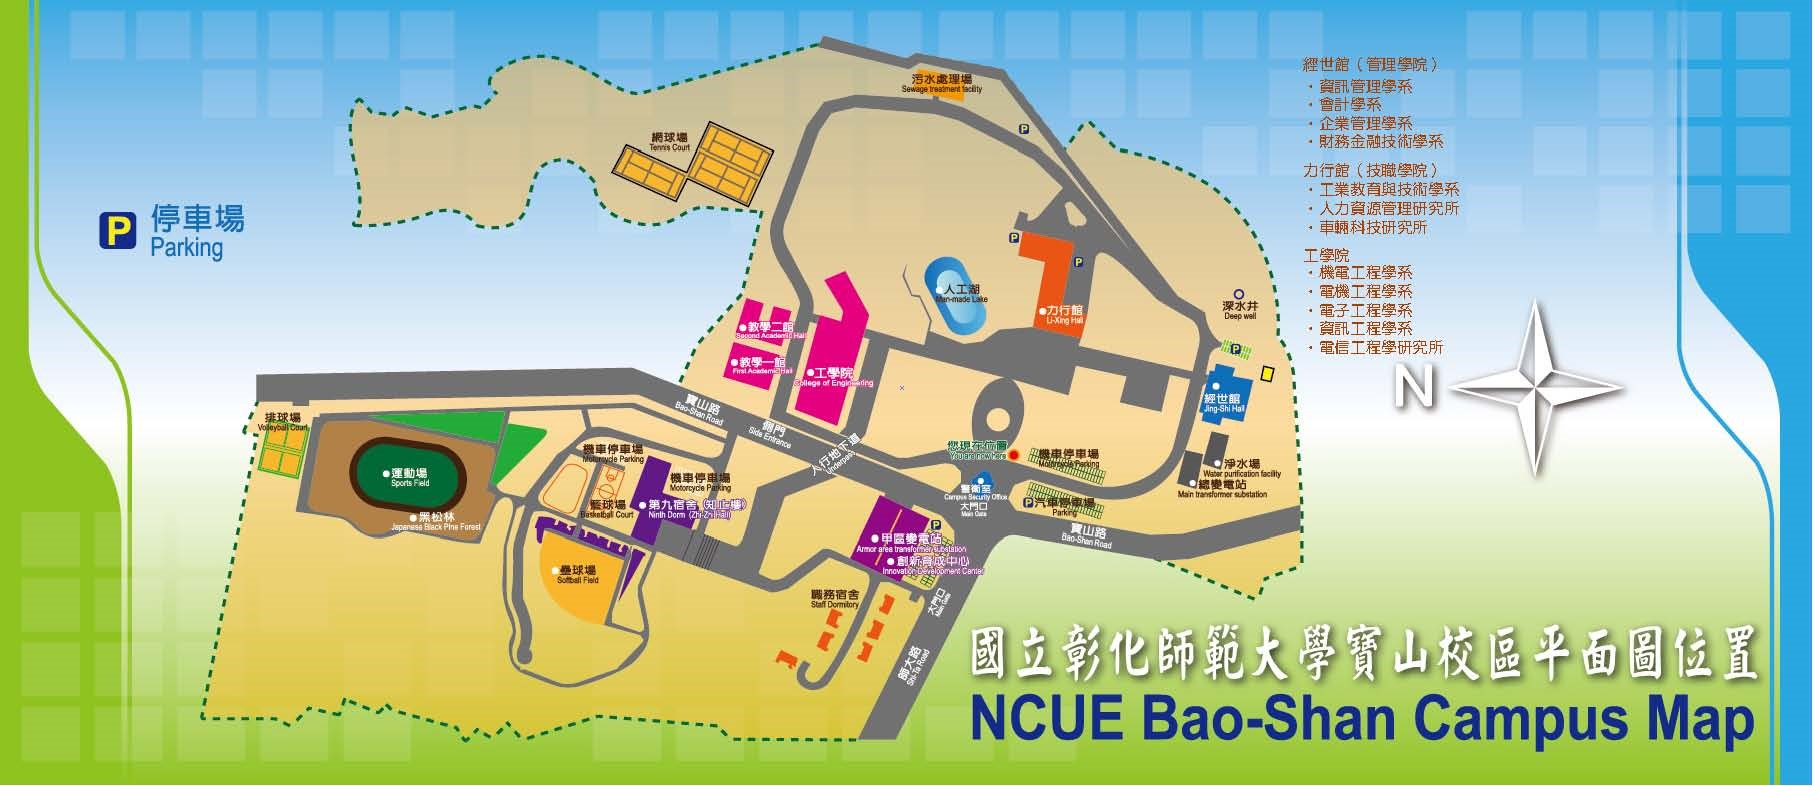 停車場
Parking
污水處理場
Sewage treatment facility
網球場
Tennis Court
人工湖
Man-made Lake
力行館
Li-Xing Hall
深水井
Deep well
教學二館
Second Academic Hall
教學一館
First Academic Hall
工學院
College of Engineering
經世館
Jing-Shi Hall
寶山路
Bao-Shan Road
側門
Side Entrance
人行地下道
Underpass
排球場
Volleyball Court
運動場
Sports Field
黑松林
Japanese Black Pine Forest
機車停車場
Motorcycle Parking
籃球場
Basketball Court
機車停車場
Motorcycle Parking
第九宿舍（知止樓）
Ninth Dorm (Zhi-Zhi Hall)
壘球場
Softball Field
您現在位置
You are now here
機車停車場
Motorcycle Parking
警衛室
Campus Security Office
大門口
Main Gate
汽車停車場
Parking
淨水場
Water purification facility
總變電站
Main transformer substation
寶山路
Bao-Shan Road
甲區變電站
Armor area transformer substation
創新育成中心
Innovation Development Center
職務宿舍
Staff Dormitory
大門口
Main Gate
師大路
Shi-Ta Road
經世館（管理學院）
・資訊管理學系
・會計學系
・企業管理學系
・財務金融技術學系
力行館（技職學院）
・工業教育與技術學系
・人力資源管理研究所
・車輛科技研究所
工學院
・機電工程學系
・電機工程學系
・電子工程學系
・資訊工程學系
・電信工程學研究所
N
國立彰化師範大學寶山校區平面圖位置
NCUE Bao-Shan Campus Map